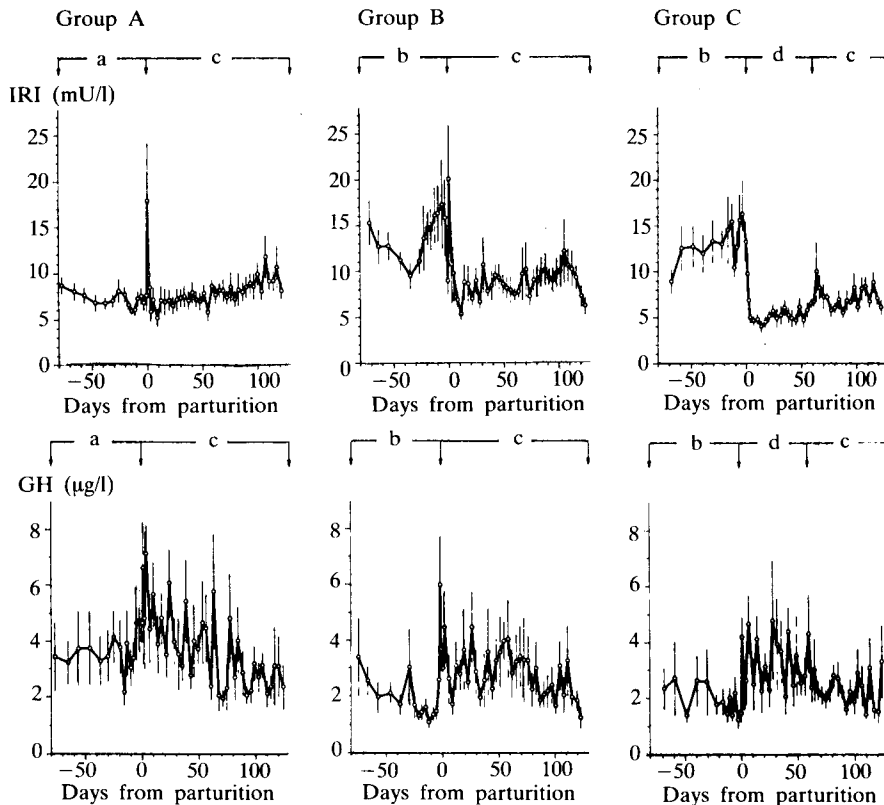 Group A Group B Group C
a c b c b d c
IRI (mU/l)
25 25 25
20 20 20
15 15 15
10 10 10
5 5 5
0 0 0
−50 0 50 100 −50 0 50 100 −50 0 50 100
Days from parturition Days from parturition Days from parturition
a c b c b d c
GH (μg/l)
8 8 8
6 6 6
4 4 4
2 2 2
0 0 0
−50 0 50 100 −50 0 50 100 −50 0 50 100
Days from parturition Days from parturition Days from parturition